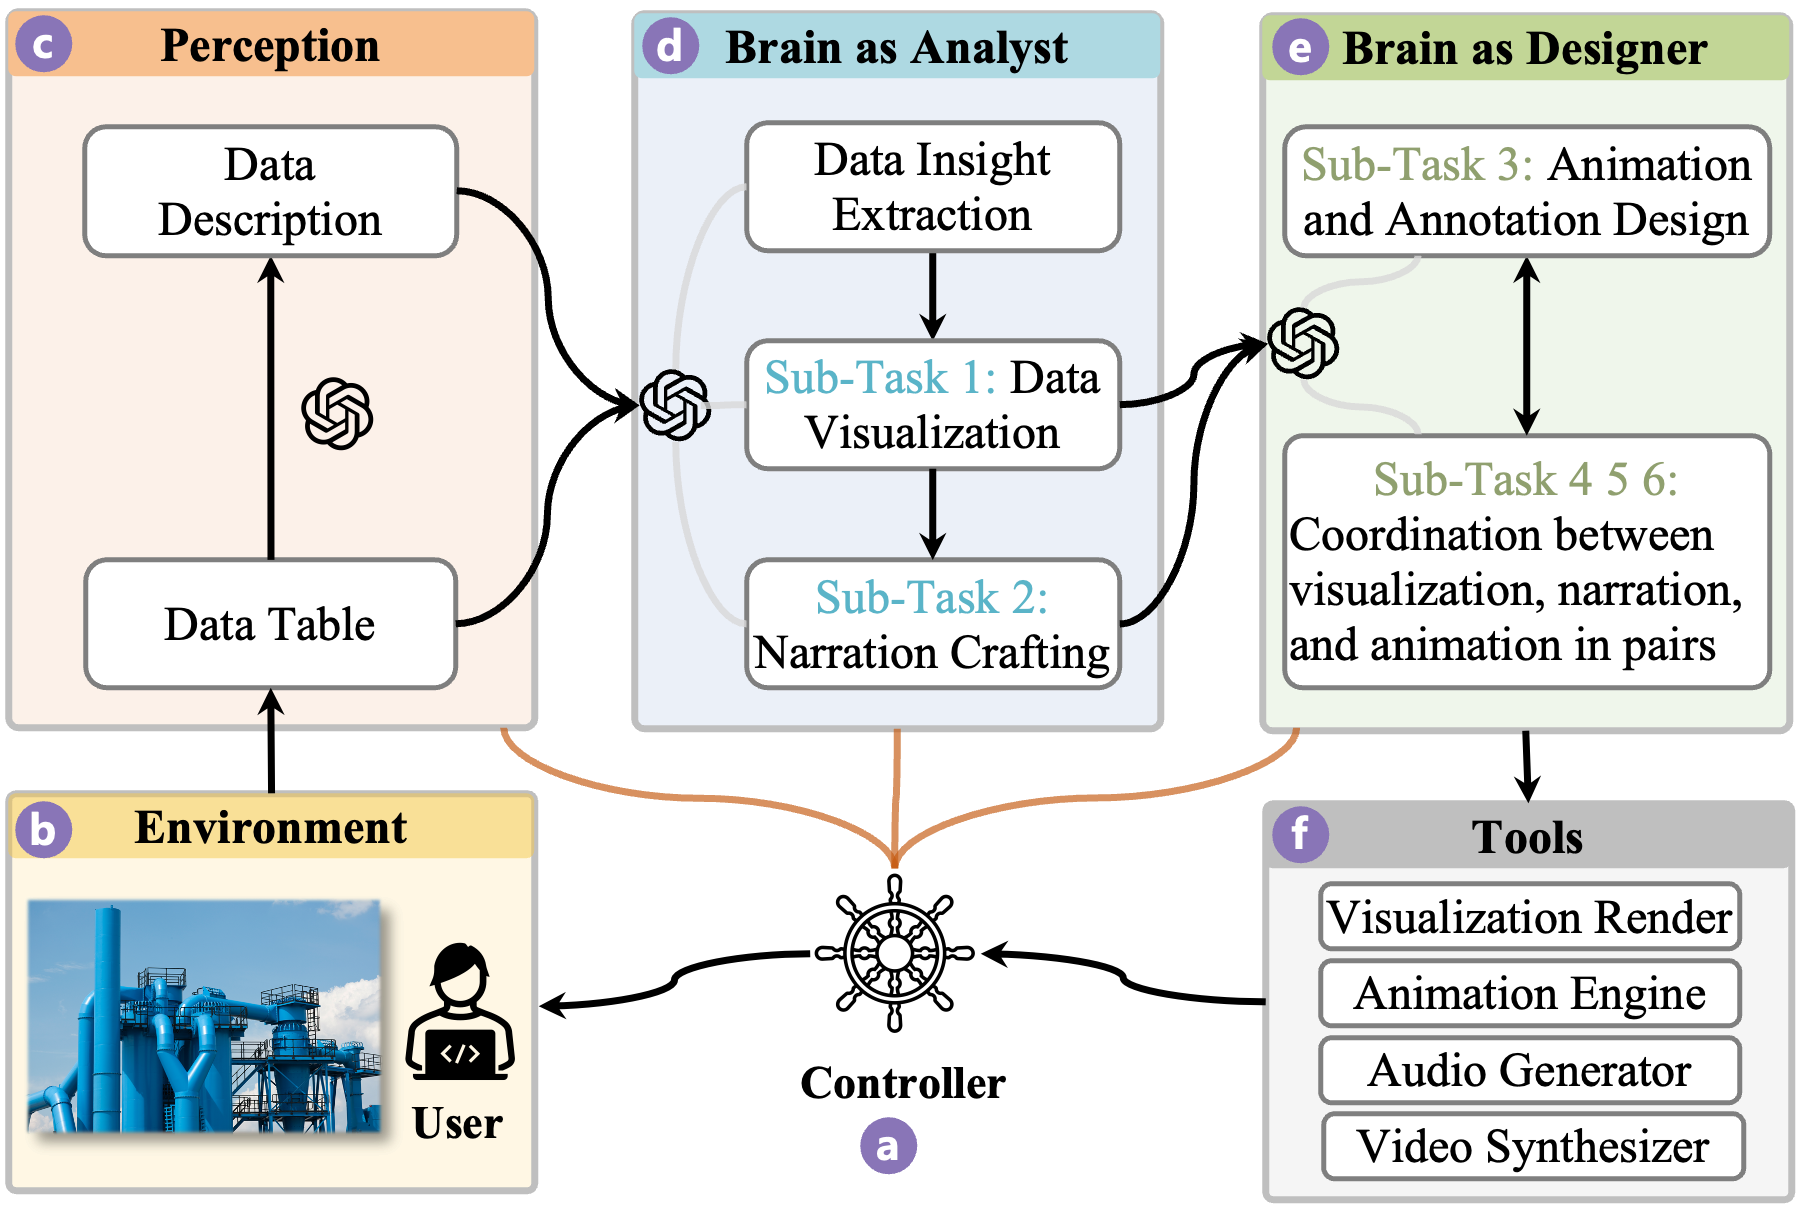 c Perception
Data
Description
Data Table
d Brain as Analyst
Data Insight
Extraction
Sub-Task 1: Data
Visualization
Sub-Task 2:
Narration Crafting
e Brain as Designer
Sub-Task 3: Animation
and Annotation Design
Sub-Task 4 5 6:
Coordination between
visualization, narration,
and animation in pairs
b Environment
</>
User
Controller
a
f Tools
Visualization Render
Animation Engine
Audio Generator
Video Synthesizer